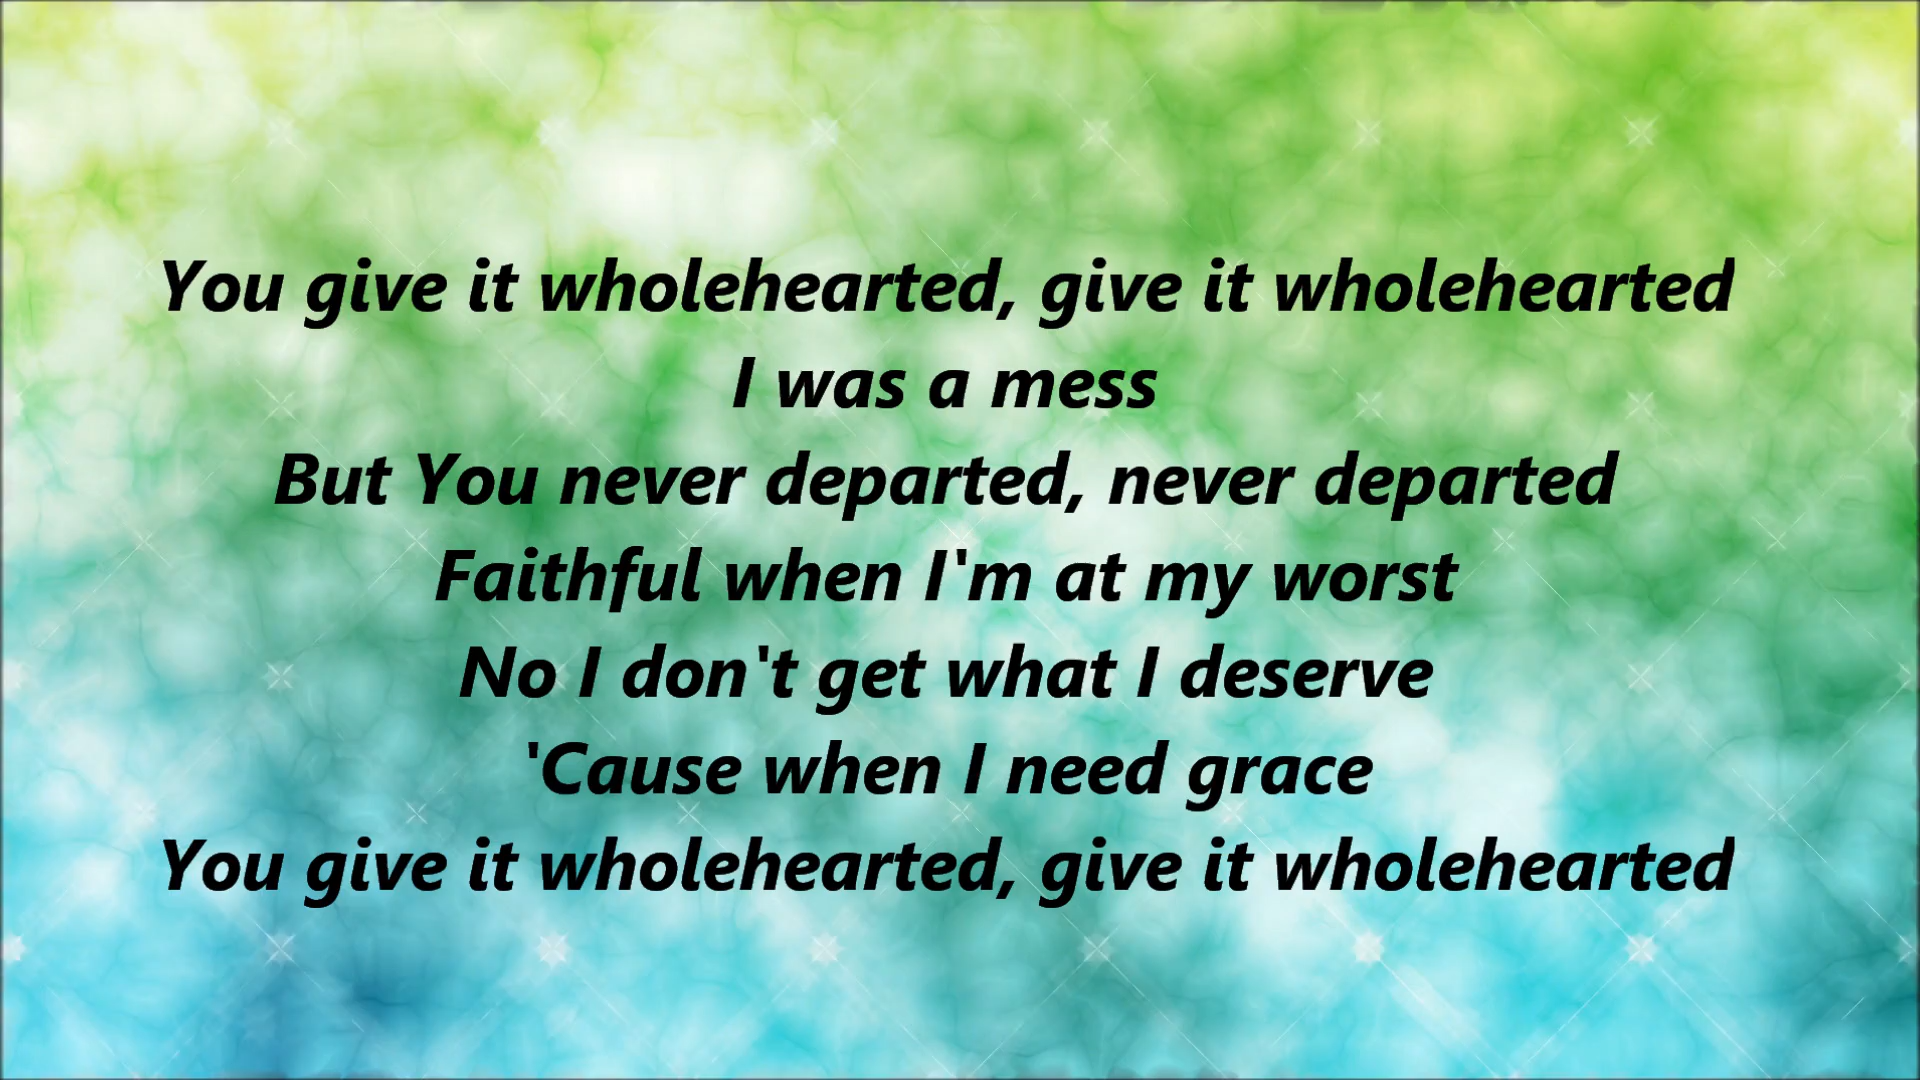 You give it wholehearted, give it wholehearted
I was a mess
But You never departed, never departed
Faithful when I'm at my worst
No I don't get what I deserve
'Cause when I need grace
You give it wholehearted, give it wholehearted